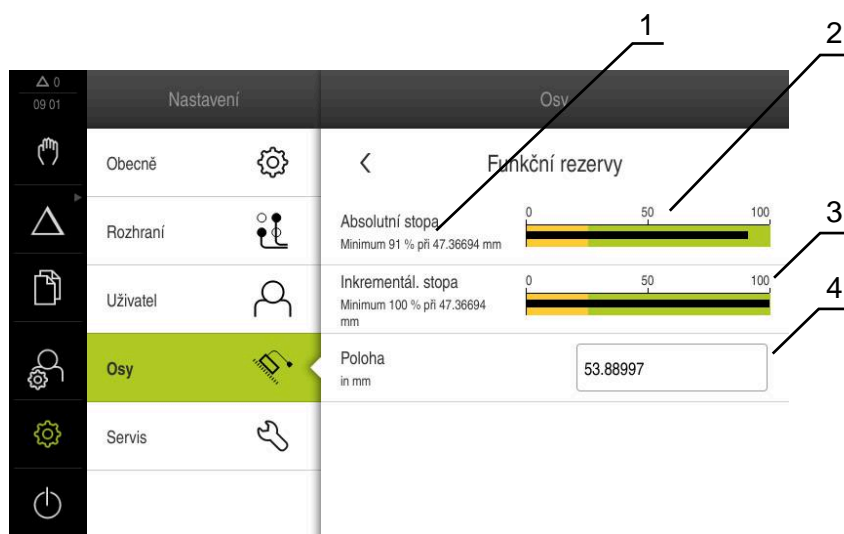 1
2
△ 0
09 01
Nastavení
Osy
Obecně
Funkční rezervy
Absolutní stopa
Minimum 91 % při 47.36694 mm
0 50 100
3
Rozhraní
Inkrementál. stopa
Minimum 100 % při 47.36694
mm
0 50 100
4
Uživatel
Poloha
in mm
53.88997
Osy
Servis